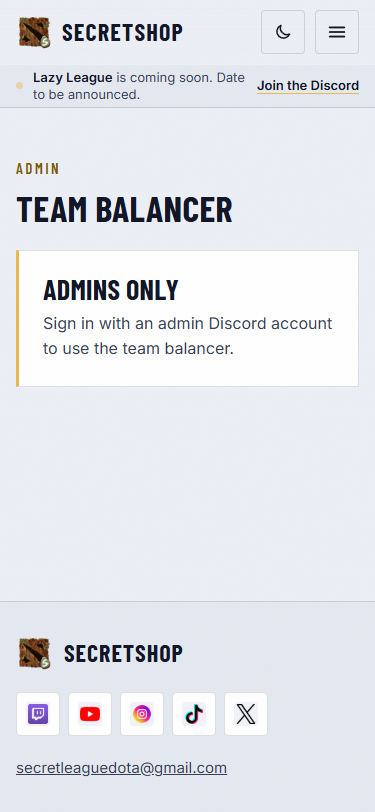 SECRETSHOP
Lazy League is coming soon. Date
to be announced.
Join the Discord
ADMIN
TEAM BALANCER
ADMINS ONLY
Sign in with an admin Discord account
to use the team balancer.
SECRETSHOP
secretleaguedota@gmail.com